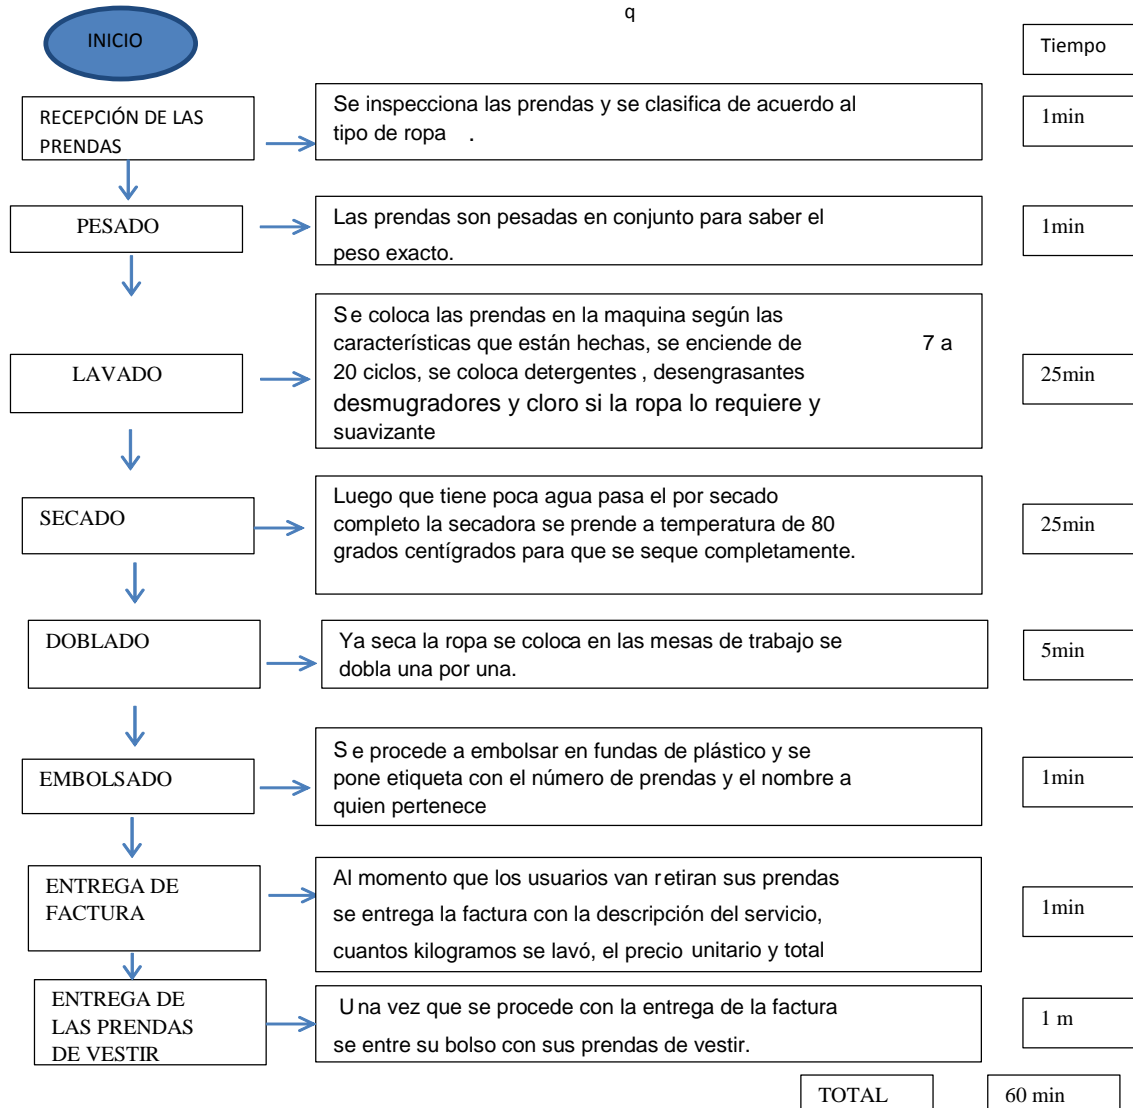 q
INICIO
Tiempo
RECEPCIÓN DE LAS
PRENDAS
Se inspecciona las prendas y se clasifica de acuerdo al
tipo de ropa .
1min
PESADO
Las prendas son pesadas en conjunto para saber el
peso exacto.
1min
LAVADO
Se coloca las prendas en la maquina según las
características que están hechas, se enciende de 7 a
20 ciclos, se coloca detergentes , desengrasantes
desmugradores y cloro si la ropa lo requiere y
suavizante
25min
SECADO
Luego que tiene poca agua pasa el por secado
completo la secadora se prende a temperatura de 80
grados centígrados para que se seque completamente.
25min
DOBLADO
Ya seca la ropa se coloca en las mesas de trabajo se
dobla una por una.
5min
EMBOLSADO
Se procede a embolsar en fundas de plástico y se
pone etiqueta con el número de prendas y el nombre a
quien pertenece
1min
ENTREGA DE
FACTURA
Al momento que los usuarios van retiran sus prendas
se entrega la factura con la descripción del servicio,
cuantos kilogramos se lavó, el precio unitario y total
1min
ENTREGA DE
LAS PRENDAS
DE VESTIR
Una vez que se procede con la entrega de la factura
se entre su bolso con sus prendas de vestir.
1 m
TOTAL
60 min